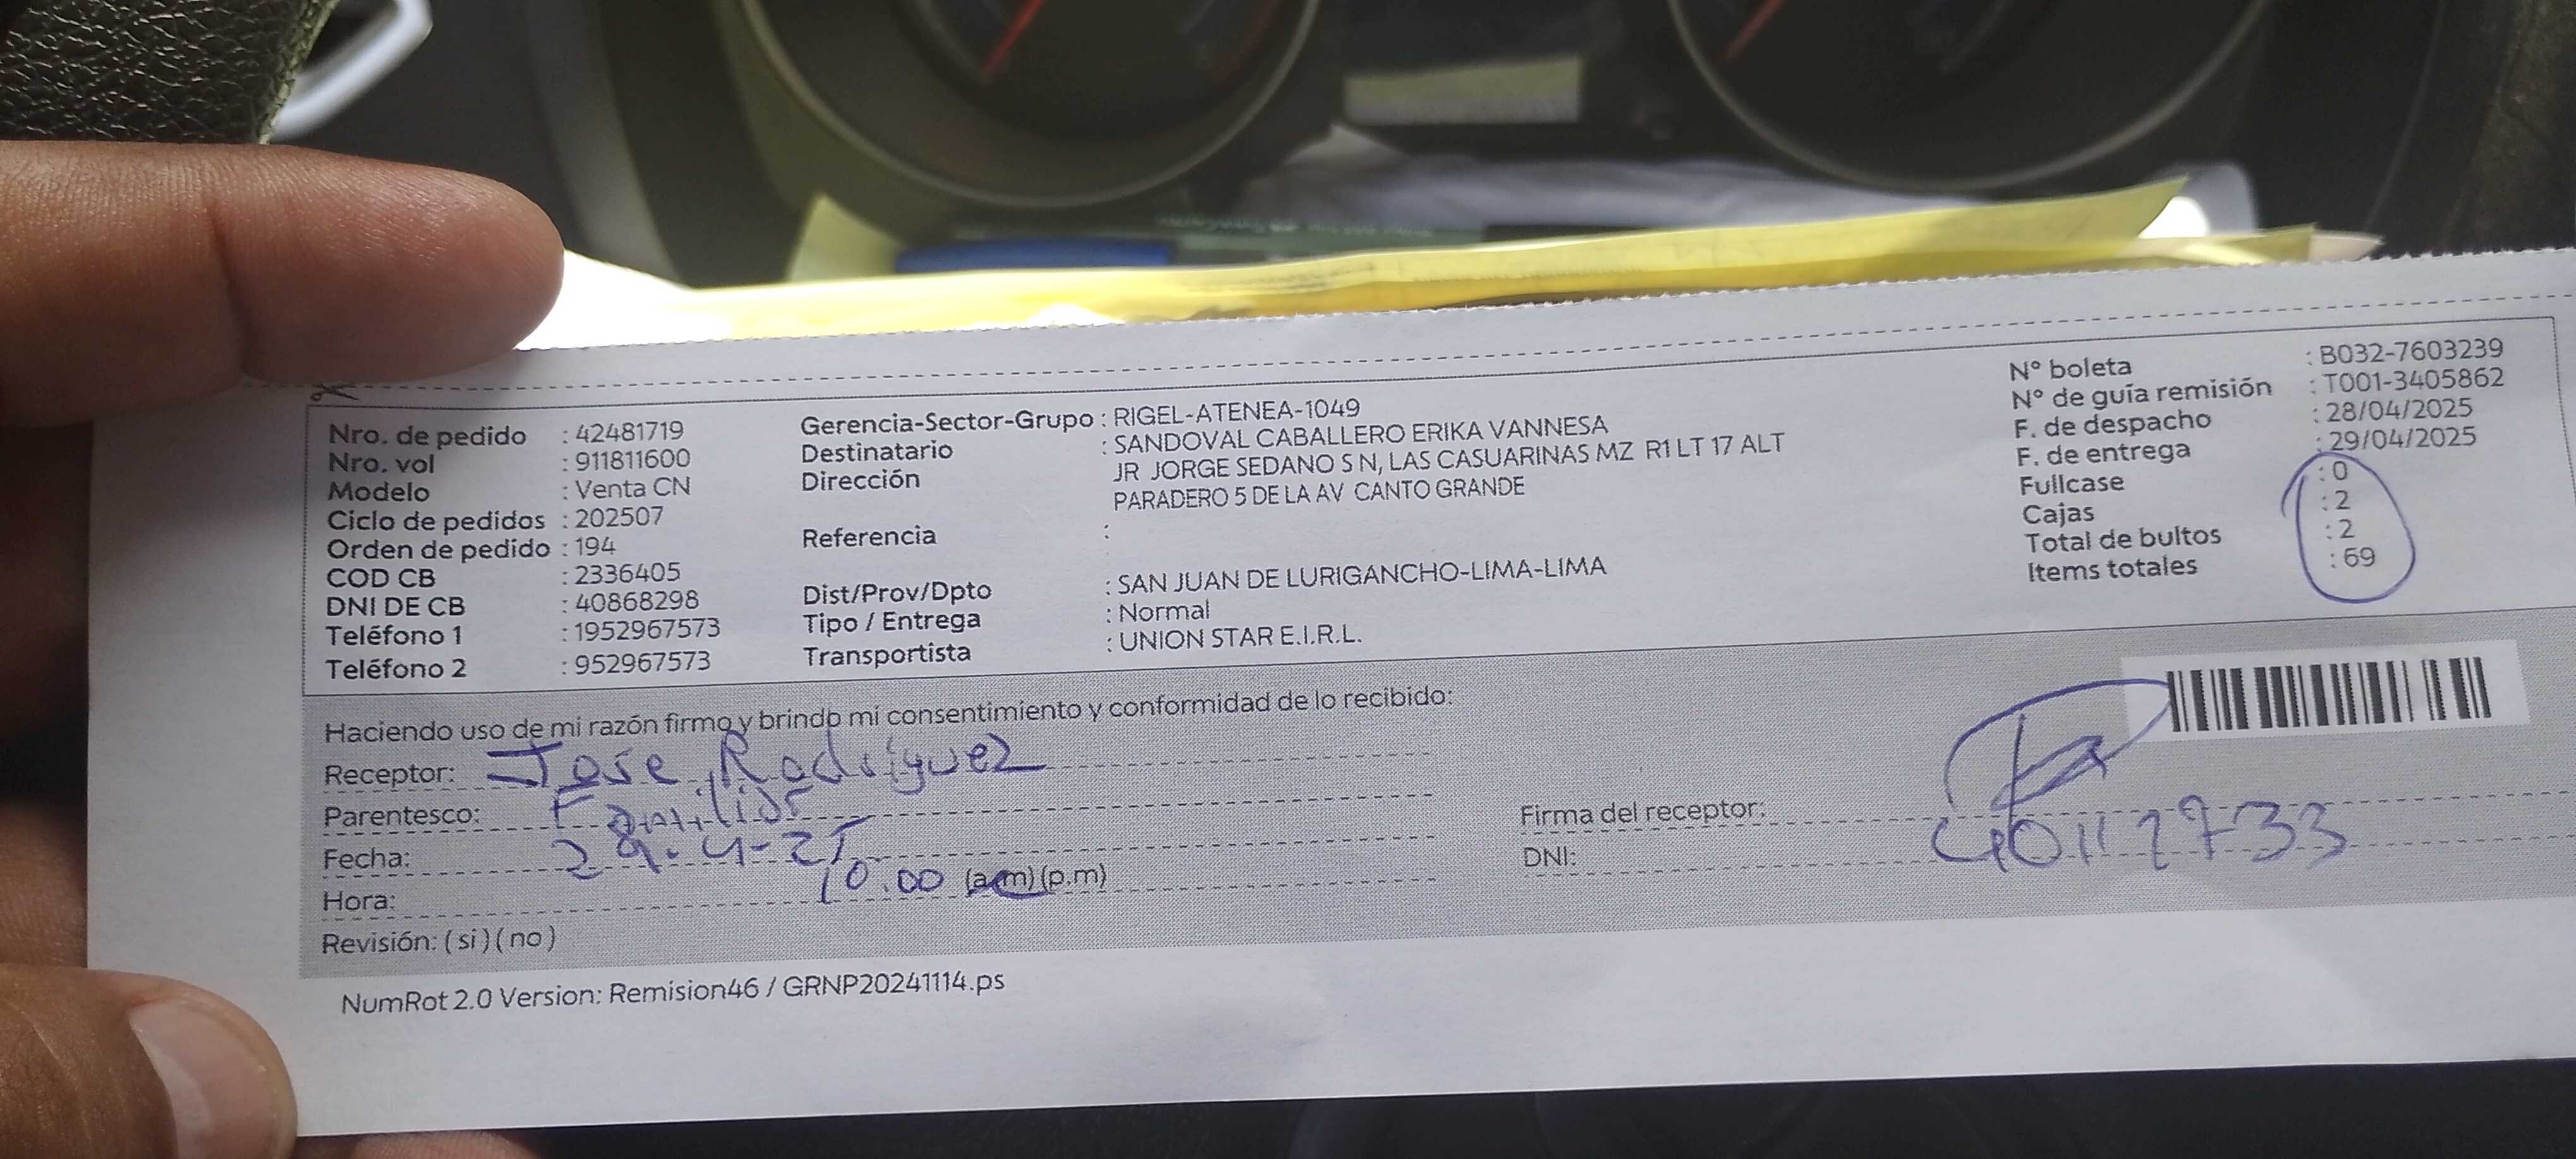 Nro. de pedido : 42481719
Nro. vol : 911811600
Modelo : Venta CN
Ciclo de pedidos : 202507
Orden de pedido : 194
COD CB : 2336405
DNI DE CB : 40868298
Teléfono 1 : 1952967573
Teléfono 2 : 952967573
Gerencia-Sector-Grupo : RIGEL-ATENEA-1049
Destinatario : SANDOVAL CABALLERO ERIKA VANNESA
Dirección JR JORGE SEDANO S N, LAS CASUARINAS MZ R1 LT 17 ALT
PARADERO 5 DE LA AV CANTO GRANDE
Referencia :
Dist/Prov/Dpto : SAN JUAN DE LURIGANCHO-LIMA-LIMA
Tipo / Entrega : Normal
Transportista : UNION STAR E.I.R.L.
N° boleta : B032-7603239
N° de guía remisión : T001-3405862
F. de despacho : 28/04/2025
F. de entrega : 29/04/2025
Fullcase : 0
Cajas : 2
Total de bultos : 2
Items totales : 69
Haciendo uso de mi razón firmo y brindo mi consentimiento y conformidad de lo recibido:
Receptor: Jose Rodriguez
Parentesco: Familiar
Fecha: 29-4-25
Hora: 10.00 (a.m) (p.m)
Revisión: (si) (no)
Firma del receptor:
DNI:
NumRot 2.0 Version: Remision46 / GRNP20241114.ps